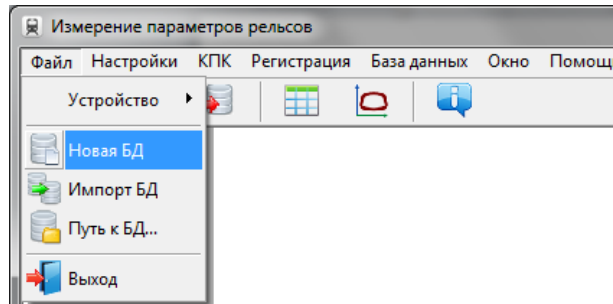 Измерение параметров рельсов
Файл Настройки КПК Регистрация База данных Окно
Устройство
Новая БД
Импорт БД
Путь к БД...
Выход